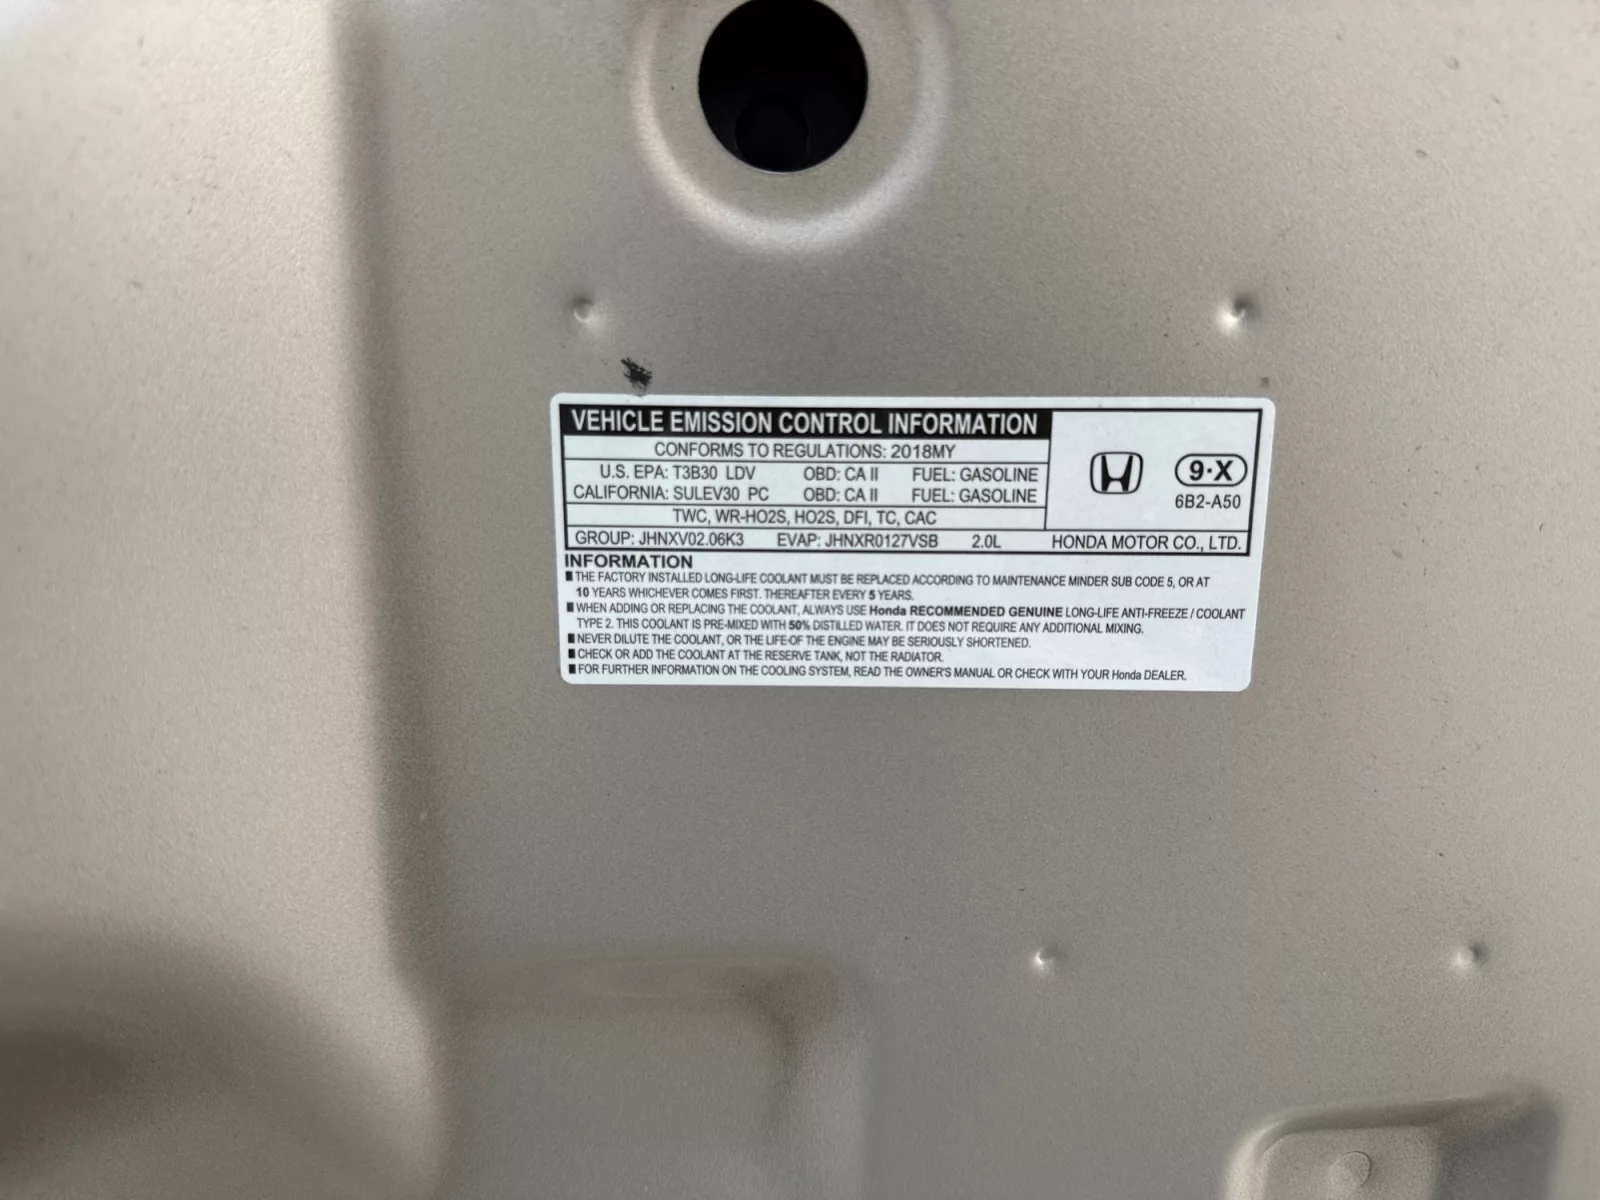 VEHICLE EMISSION CONTROL INFORMATION
CONFORMS TO REGULATIONS: 2018MY
U.S. EPA: T3B30 LDV OBD: CA II FUEL: GASOLINE
CALIFORNIA: SULEV30 PC OBD: CA II FUEL: GASOLINE
TWC, WR-HO2S, HO2S, DFI, TC, CAC
9·X
6B2-A50
GROUP: JHNXV02.06K3 EVAP: JHNXR0127VSB 2.0L HONDA MOTOR CO., LTD.
INFORMATION
■ THE FACTORY INSTALLED LONG-LIFE COOLANT MUST BE REPLACED ACCORDING TO MAINTENANCE MINDER SUB CODE 5, OR AT
10 YEARS WHICHEVER COMES FIRST. THEREAFTER EVERY 5 YEARS.
■ WHEN ADDING OR REPLACING THE COOLANT, ALWAYS USE Honda RECOMMENDED GENUINE LONG-LIFE ANTI-FREEZE / COOLANT
TYPE 2. THIS COOLANT IS PRE-MIXED WITH 50% DISTILLED WATER. IT DOES NOT REQUIRE ANY ADDITIONAL MIXING.
■ NEVER DILUTE THE COOLANT, OR THE LIFE OF THE ENGINE MAY BE SERIOUSLY SHORTENED.
■ CHECK OR ADD THE COOLANT AT THE RESERVE TANK, NOT THE RADIATOR.
■ FOR FURTHER INFORMATION ON THE COOLING SYSTEM, READ THE OWNER'S MANUAL OR CHECK WITH YOUR Honda DEALER.